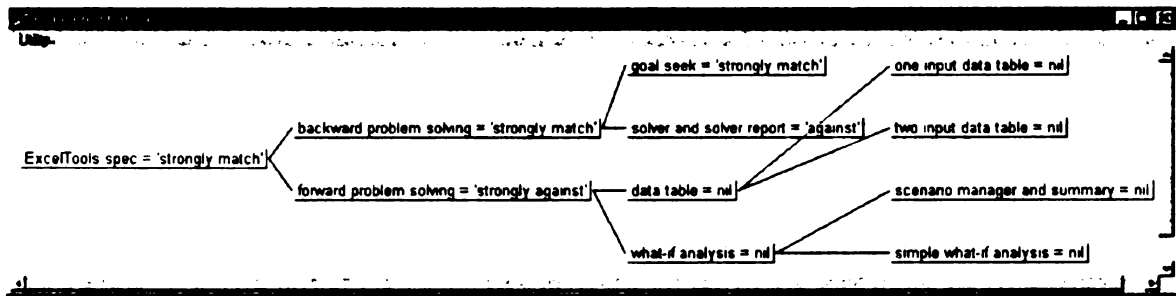 Utility
goal seek = 'strongly match'
one input data table = nil
backward problem solving = 'strongly match'
solver and solver report = 'against'
two input data table = nil
ExcelTools spec = 'strongly match'
forward problem solving = 'strongly against'
data table = nil
scenario manager and summary = nil
what-if analysis = nil
simple what-if analysis = nil